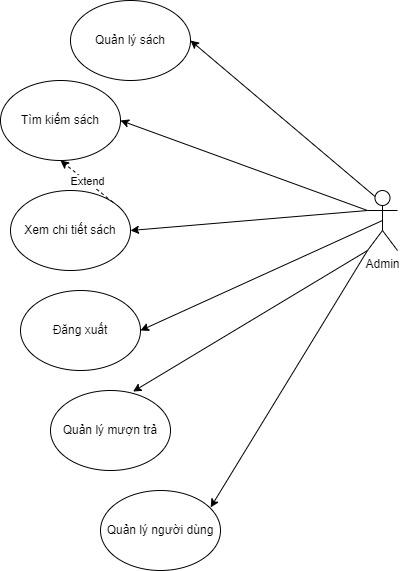 Quản lý sách
Tìm kiếm sách
Extend
Xem chi tiết sách
Admin
Đăng xuất
Quản lý mượn trả
Quản lý người dùng